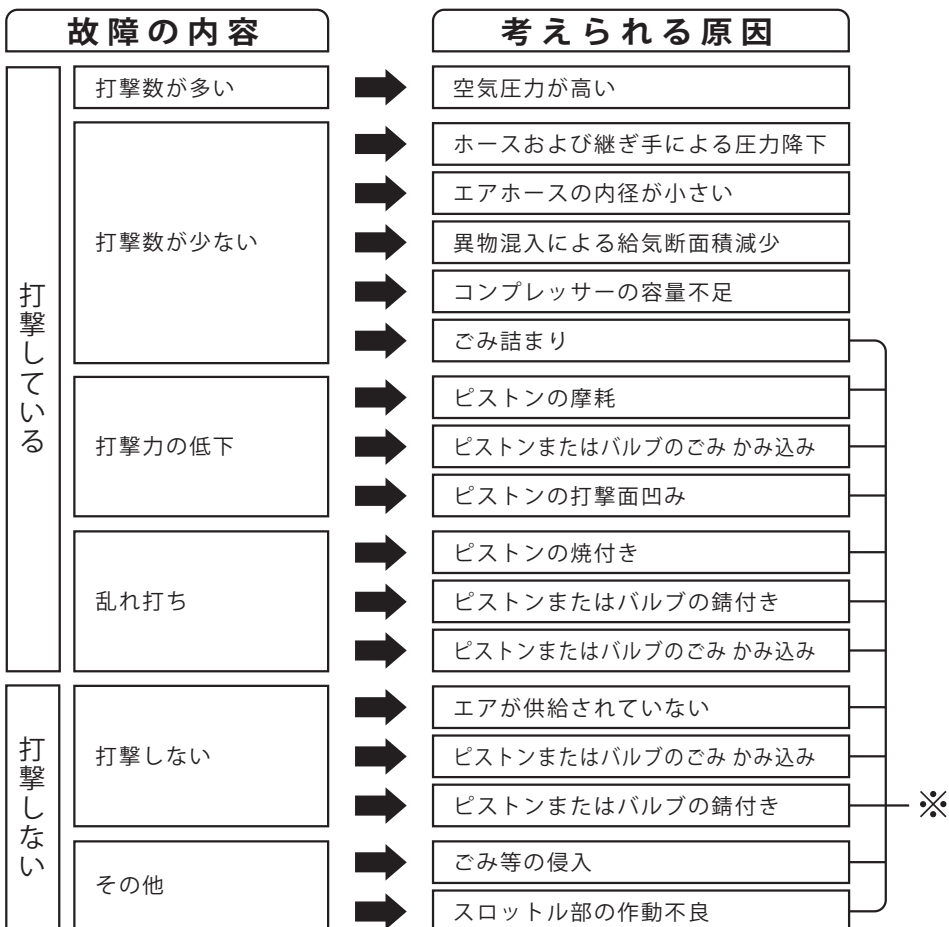 故障の内容
考えられる原因
打撃している
打撃数が多い
空気圧力が高い
打撃数が少ない
ホースおよび継ぎ手による圧力降下
エアホースの内径が小さい
異物混入による給気断面積減少
コンプレッサーの容量不足
ごみ詰まり
打撃力の低下
ピストンの摩耗
ピストンまたはバルブのごみ かみ込み
ピストンの打撃面凹み
乱れ打ち
ピストンの焼付き
ピストンまたはバルブの錆付き
ピストンまたはバルブのごみ かみ込み
打撃しない
打撃しない
エアが供給されていない
ピストンまたはバルブのごみ かみ込み
ピストンまたはバルブの錆付き
※
その他
ごみ等の侵入
スロットル部の作動不良